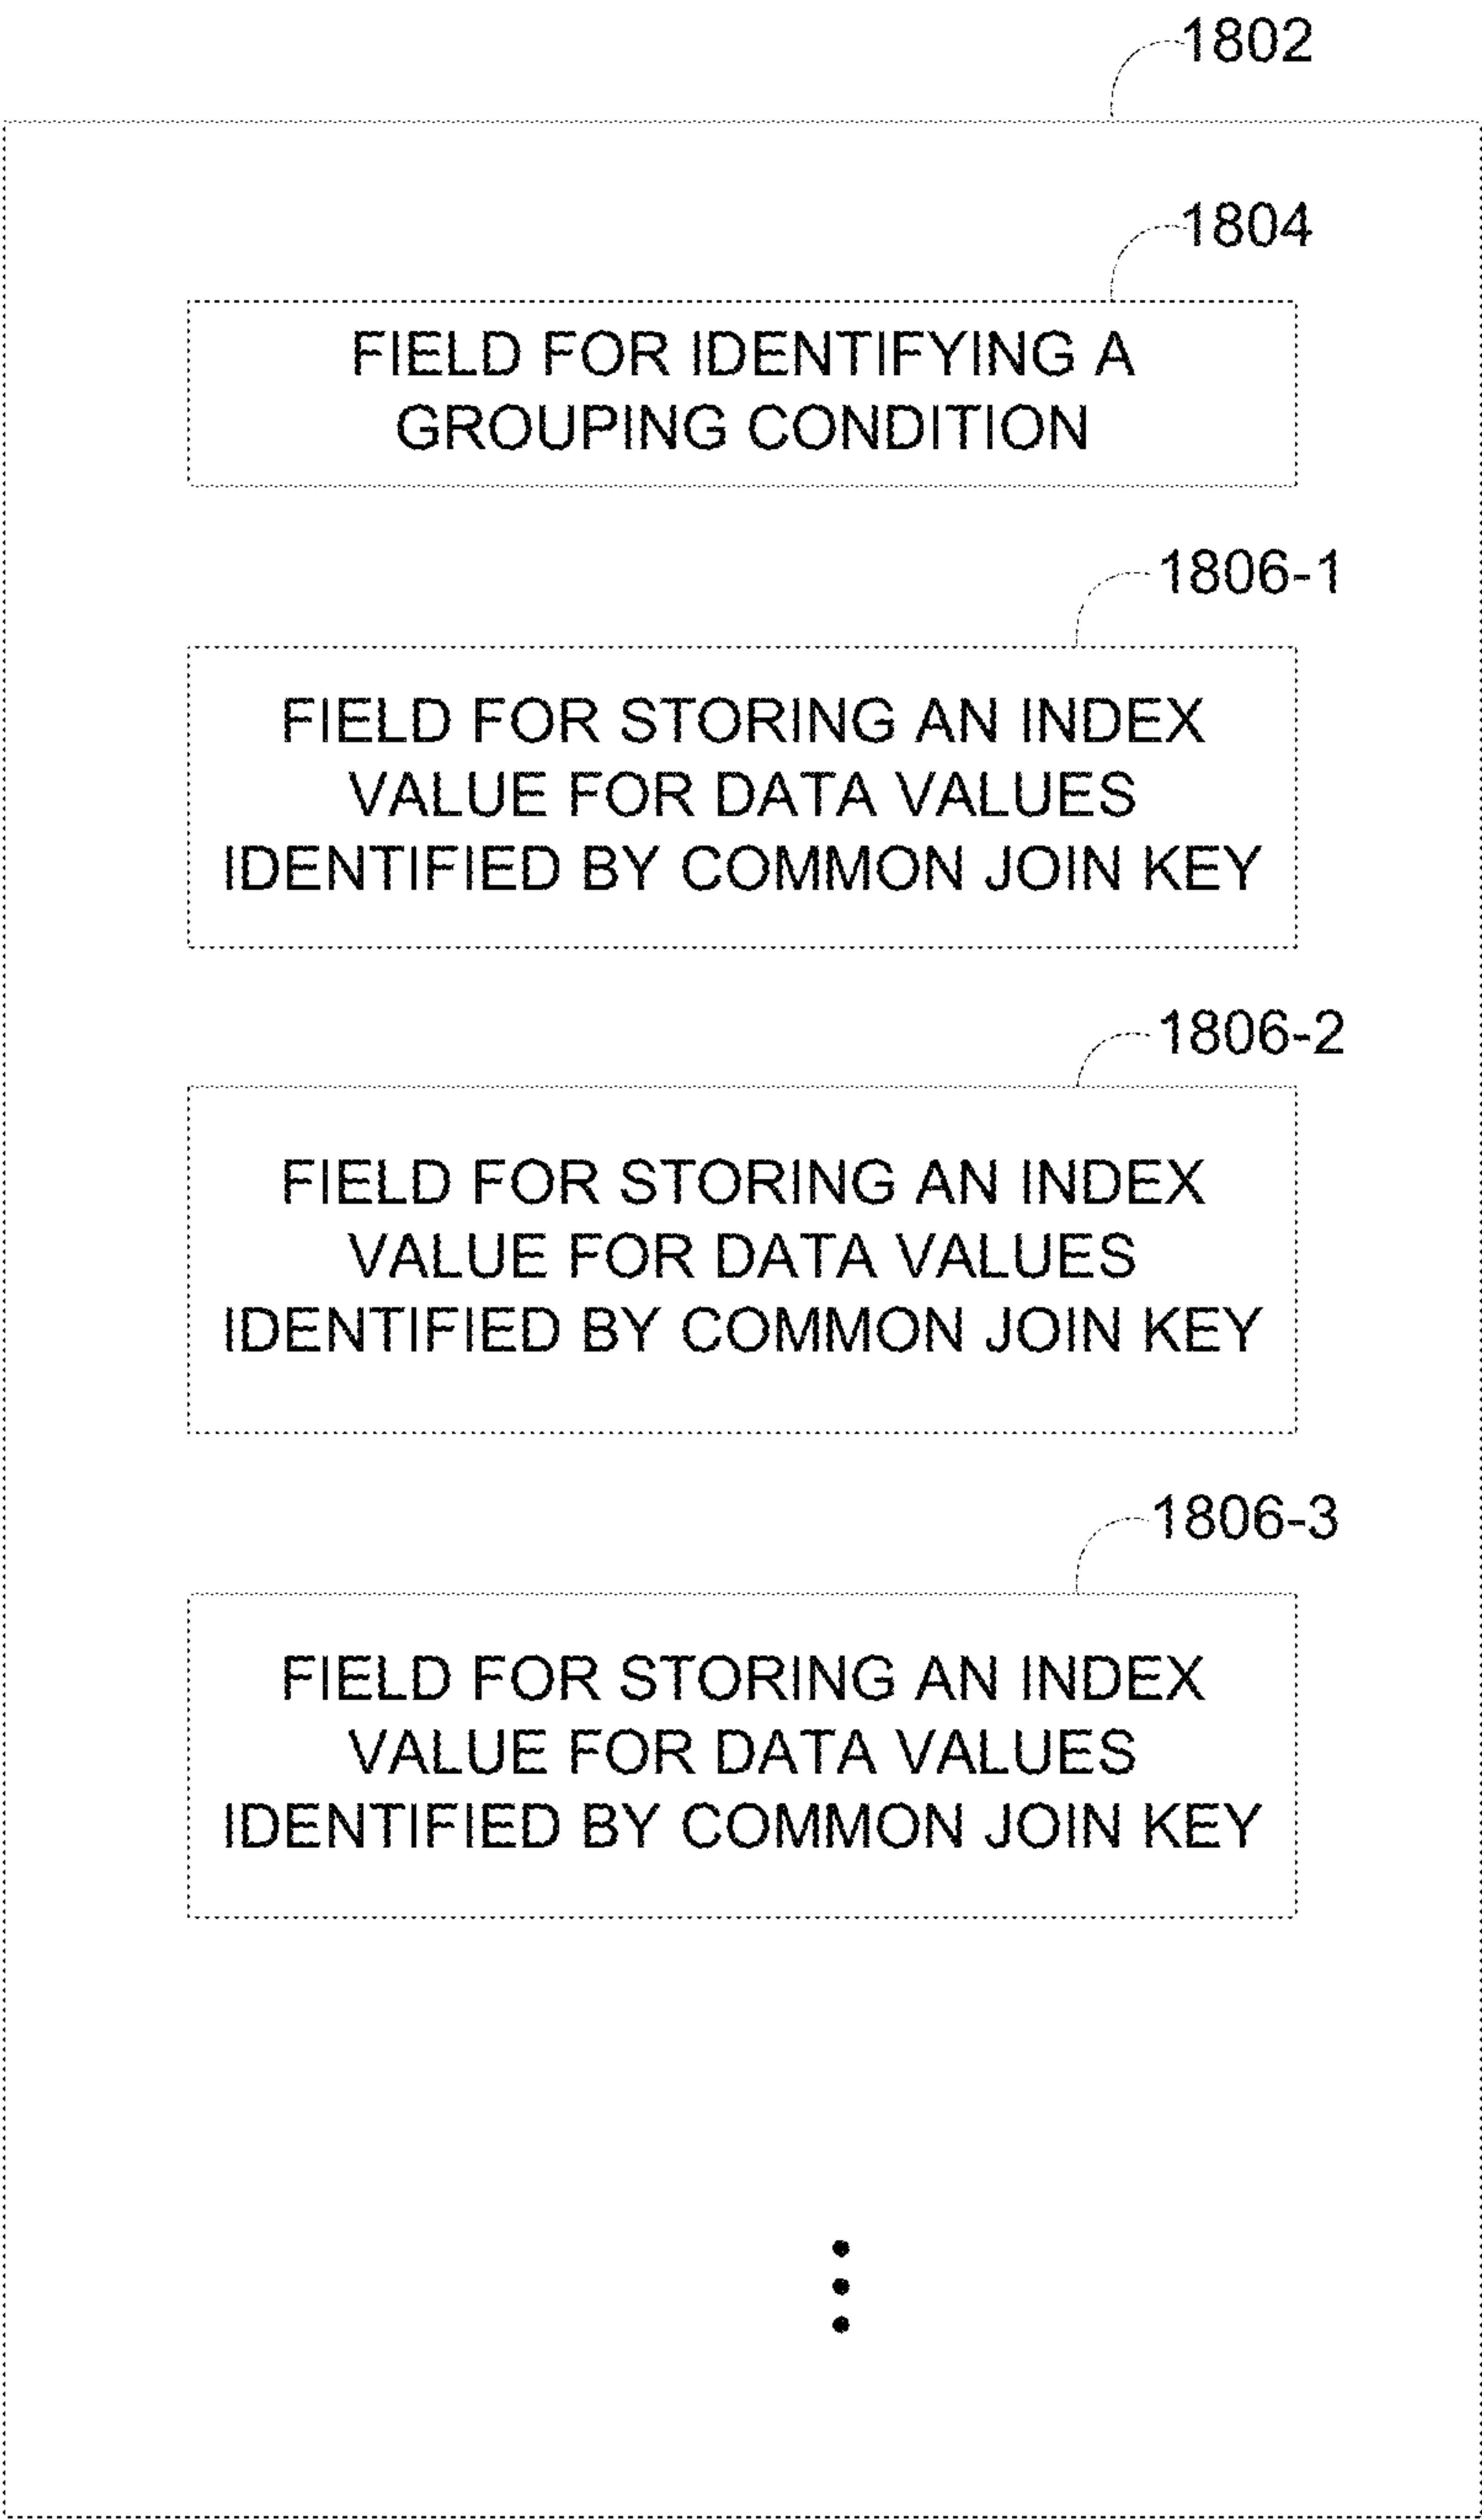 1802
1804
FIELD FOR IDENTIFYING A
GROUPING CONDITION
1806-1
FIELD FOR STORING AN INDEX
VALUE FOR DATA VALUES
IDENTIFIED BY COMMON JOIN KEY
1806-2
FIELD FOR STORING AN INDEX
VALUE FOR DATA VALUES
IDENTIFIED BY COMMON JOIN KEY
1806-3
FIELD FOR STORING AN INDEX
VALUE FOR DATA VALUES
IDENTIFIED BY COMMON JOIN KEY